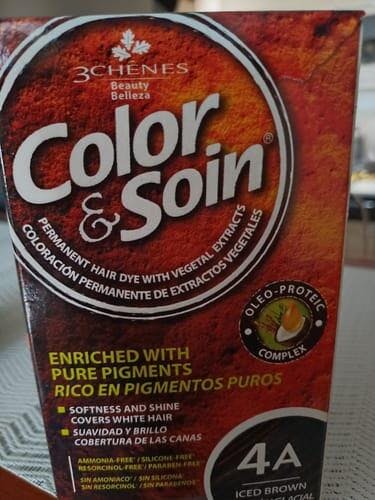 3CHÊNES
Beauty
Belleza
Color
& Soin®
PERMANENT HAIR DYE WITH VEGETAL EXTRACTS
COLORACIÓN PERMANENTE DE EXTRACTOS VEGETALES
OLEO-PROTEIC
COMPLEX
ENRICHED WITH
PURE PIGMENTS
RICO EN PIGMENTOS PUROS
SOFTNESS AND SHINE
COVERS WHITE HAIR
SUAVIDAD Y BRILLO
COBERTURA DE LAS CANAS
AMMONIA-FREE* / SILICONE-FREE*
RESORCINOL-FREE* / PARABEN-FREE*
SIN AMONIACO* / SIN SILICONA*
SIN RESORCINOL* / SIN PARABENOS*
4A
ICED BROWN
GLACIAL